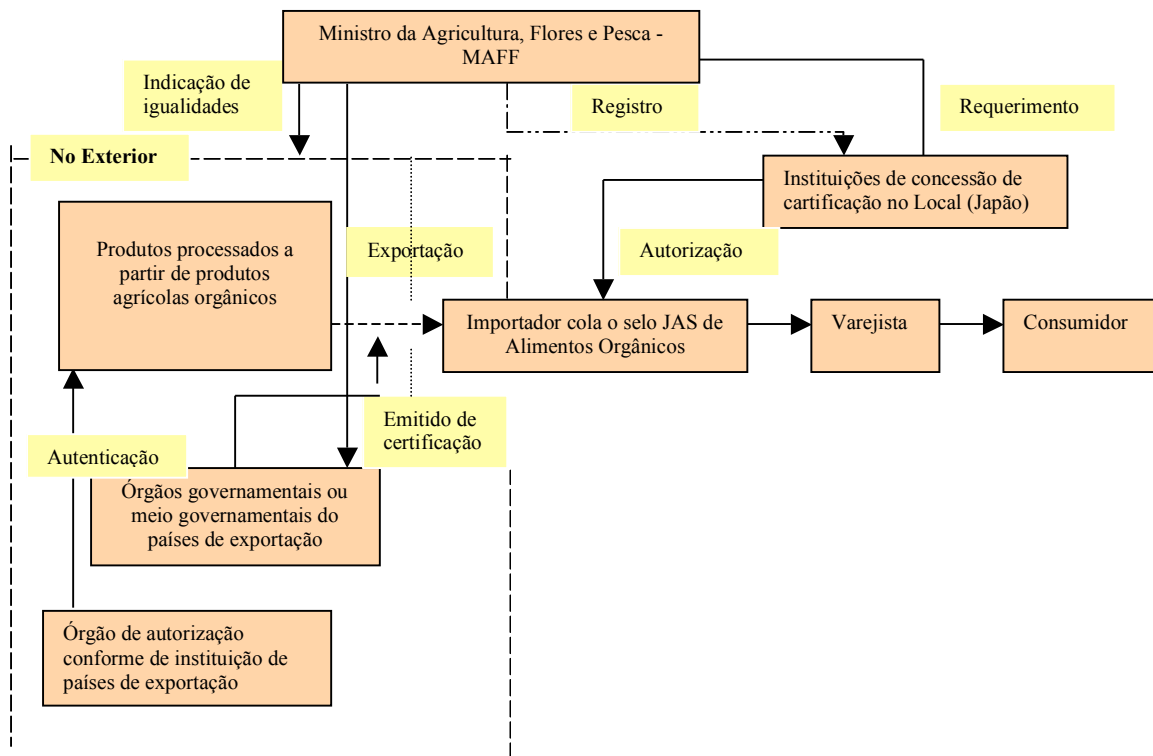 Ministro da Agricultura, Flores e Pesca -
MAFF
Indicação de
igualidades
Registro
Requerimento
No Exterior
Instituições de concessão de
cartificação no Local (Japão)
Produtos processados a
partir de produtos
agrícolas orgânicos
Exportação
Autorização
Importador cola o selo JAS de
Alimentos Orgânicos
Varejista
Consumidor
Emitido de
certificação
Autenticação
Órgãos governamentais ou
meio governamentais do
países de exportação
Órgão de autorização
conforme de instituição de
países de exportação